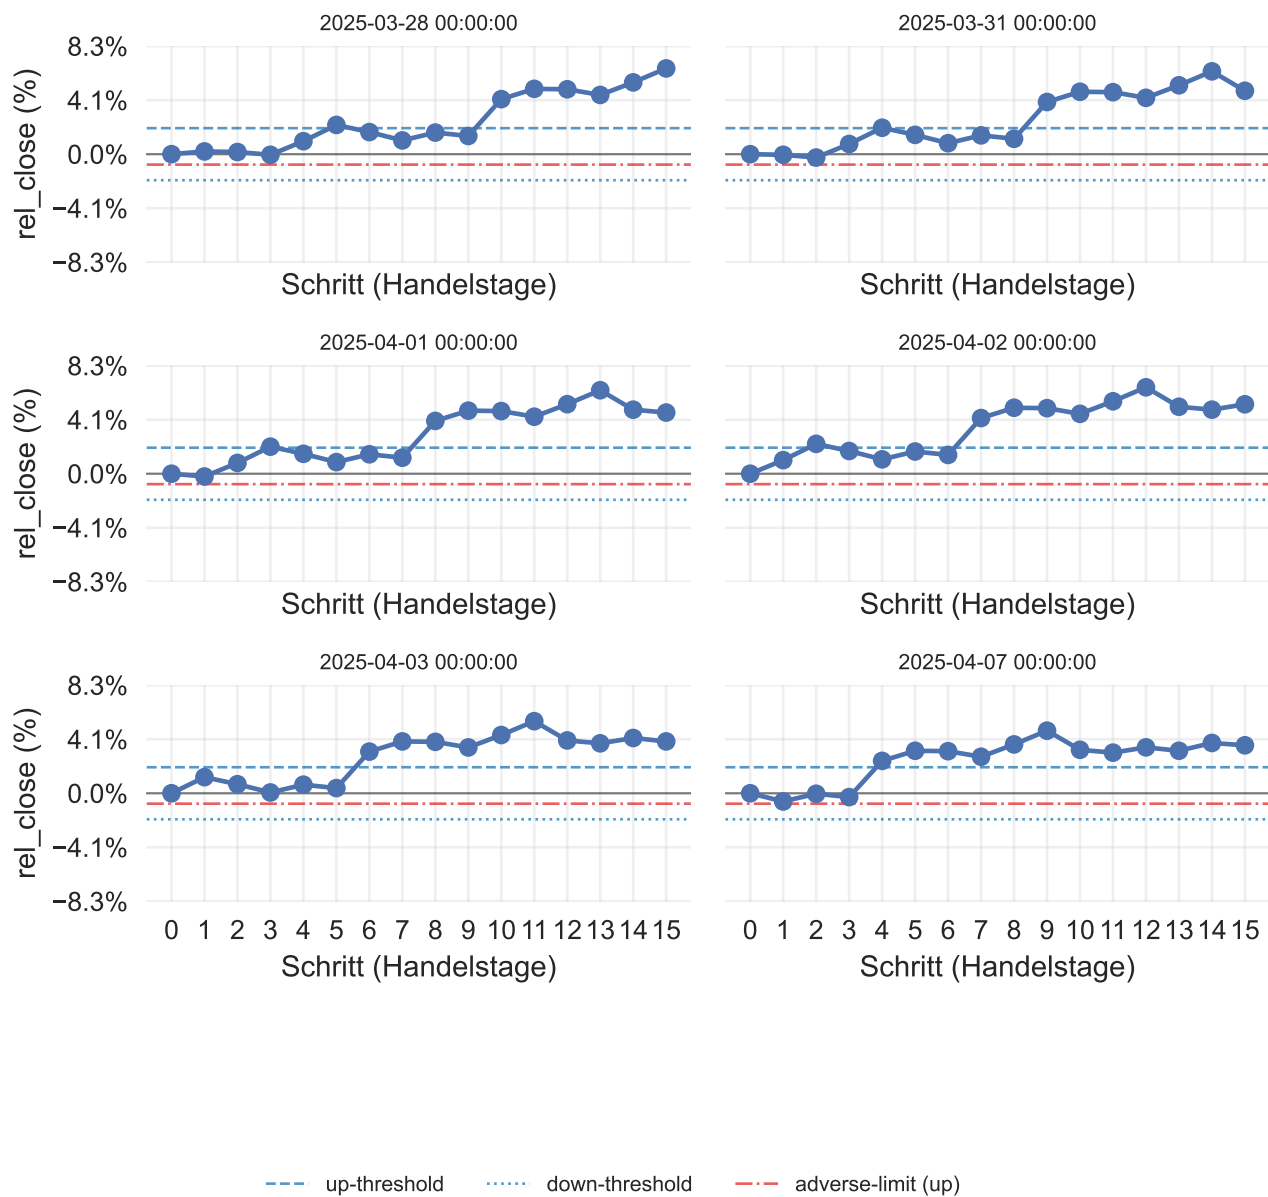 2025-03-28 00:00:00
2025-03-31 00:00:00
8.3%
4.1%
0.0%
−4.1%
−8.3%
rel_close (%)
Schritt (Handelstage)
Schritt (Handelstage)
2025-04-01 00:00:00
2025-04-02 00:00:00
8.3%
4.1%
0.0%
−4.1%
−8.3%
rel_close (%)
Schritt (Handelstage)
Schritt (Handelstage)
2025-04-03 00:00:00
2025-04-07 00:00:00
8.3%
4.1%
0.0%
−4.1%
−8.3%
rel_close (%)
0 1 2 3 4 5 6 7 8 9 10 11 12 13 14 15
0 1 2 3 4 5 6 7 8 9 10 11 12 13 14 15
Schritt (Handelstage)
Schritt (Handelstage)
up-threshold
down-threshold
adverse-limit (up)